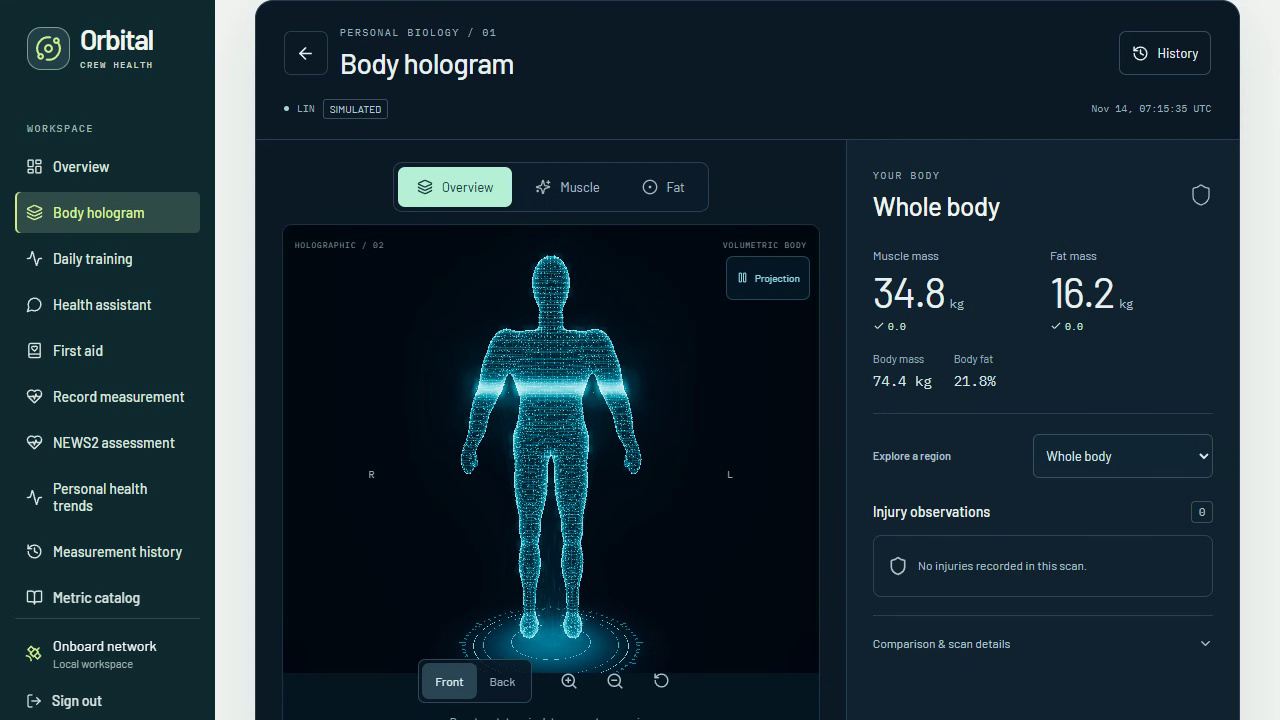 Orbital
CREW HEALTH
WORKSPACE
Overview
Body hologram
Daily training
Health assistant
First aid
Record measurement
NEWS2 assessment
Personal health
trends
Measurement history
Metric catalog
Onboard network
Local workspace
Sign out
PERSONAL BIOLOGY / 01
Body hologram
History
LIN SIMULATED
Nov 14, 07:15:35 UTC
Overview Muscle Fat
HOLOGRAPHIC / 02
VOLUMETRIC BODY
Projection
R L
Front Back
YOUR BODY
Whole body
Muscle mass Fat mass
34.8 kg 16.2 kg
0.0 0.0
Body mass Body fat
74.4 kg 21.8%
Explore a region Whole body
Injury observations 0
No injuries recorded in this scan.
Comparison & scan details